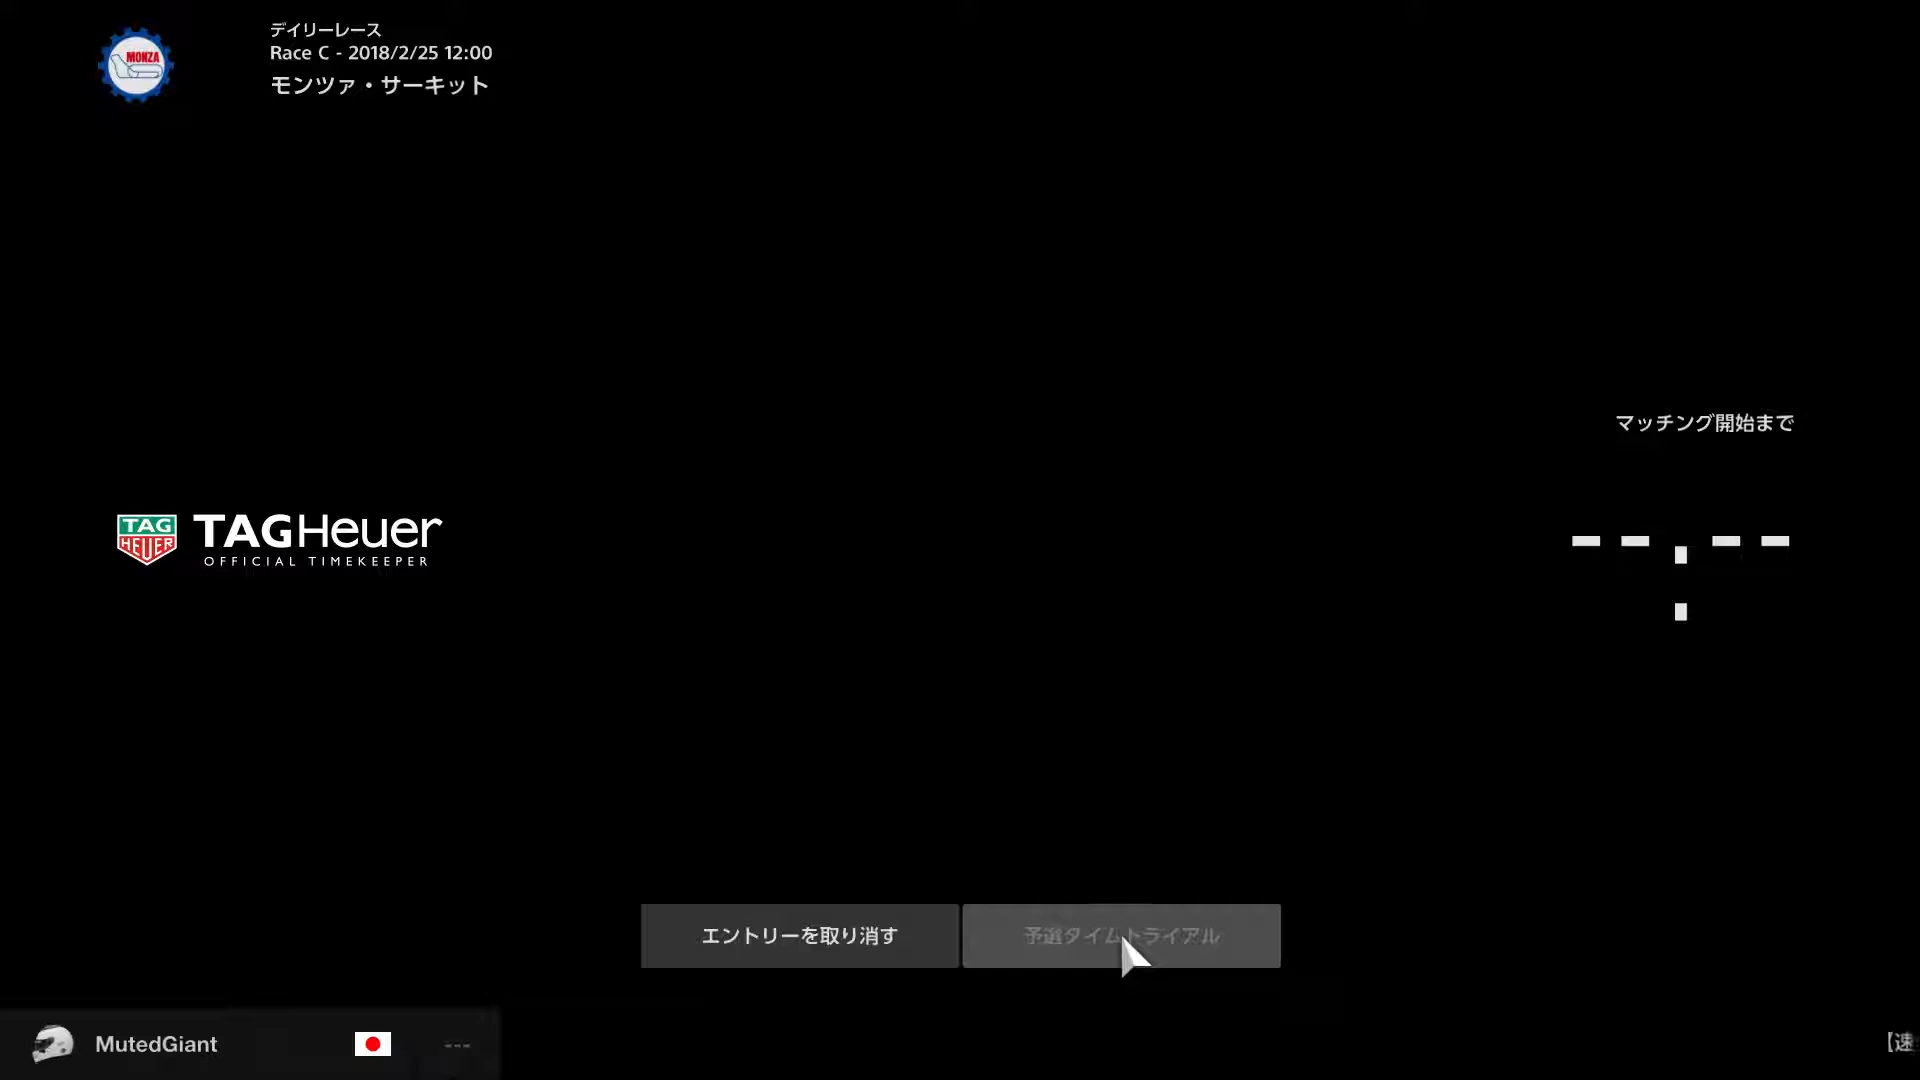 デイリーレース
Race C - 2018/2/25 12:00
モンツァ・サーキット
MONZA
マッチング開始まで
-- : --
TAG HEUER
TAGHeuer
OFFICIAL TIMEKEEPER
エントリーを取り消す
予選タイムトライアル
MutedGiant
---
【速